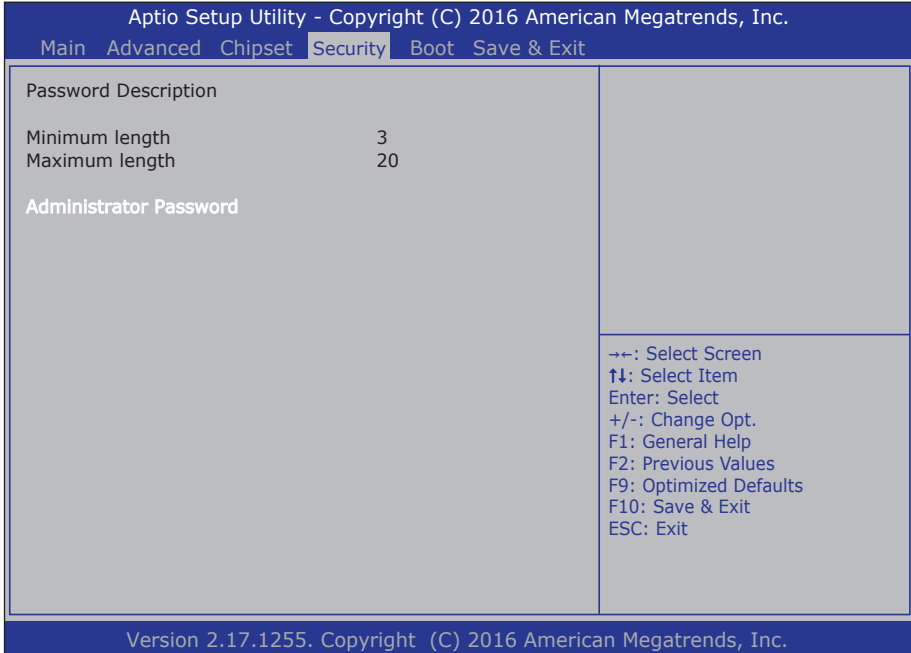 Aptio Setup Utility - Copyright (C) 2016 American Megatrends, Inc.
Main Advanced Chipset Security Boot Save & Exit
Password Description
Minimum length 3
Maximum length 20
Administrator Password
→←: Select Screen
↑↓: Select Item
Enter: Select
+/-: Change Opt.
F1: General Help
F2: Previous Values
F9: Optimized Defaults
F10: Save & Exit
ESC: Exit
Version 2.17.1255. Copyright (C) 2016 American Megatrends, Inc.